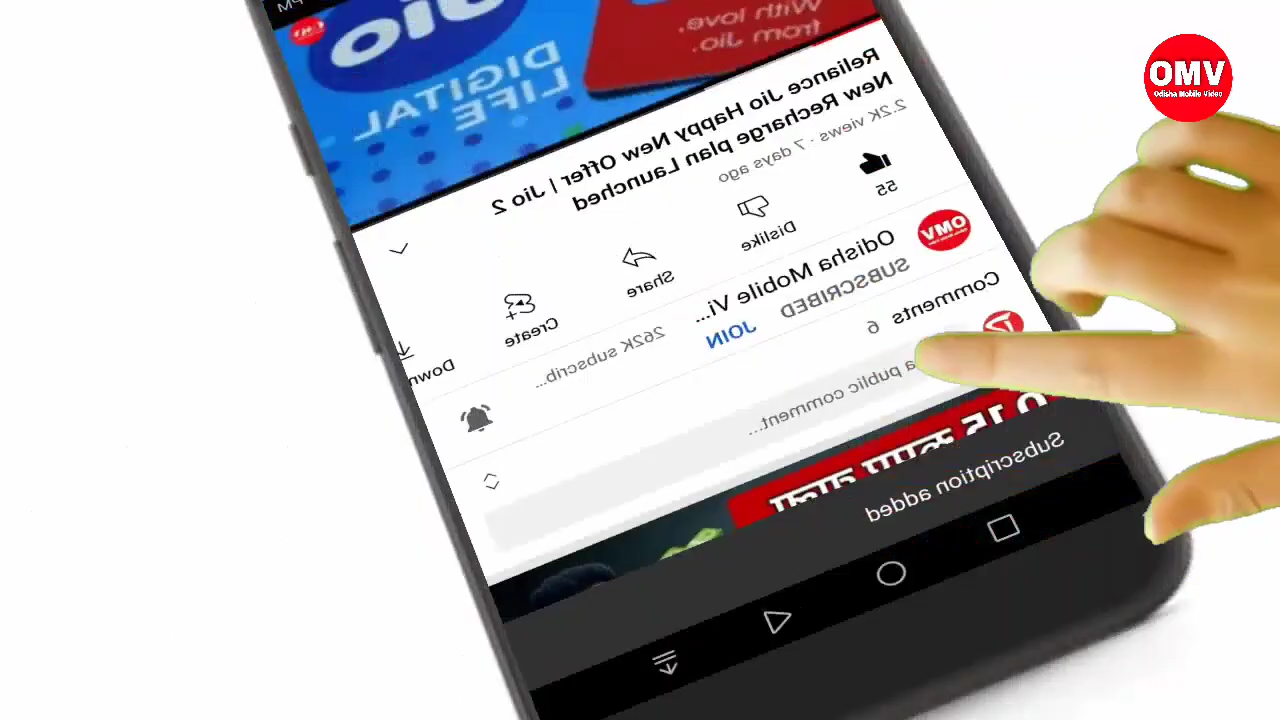 PM
OMV
Jio
DIGITAL
LIFE
With love.
from Jio.
OMV
Odisha Mobile Video
Reliance Jio Happy New Offer | Jio 2
New Recharge plan Launched
2.2K views · 7 days ago
55
Dislike
Share
Create
Down
OMV
Odisha Mobile Vi...
262K subscrib...
SUBSCRIBED
JOIN
Comments 6
a public comment...
Subscription added